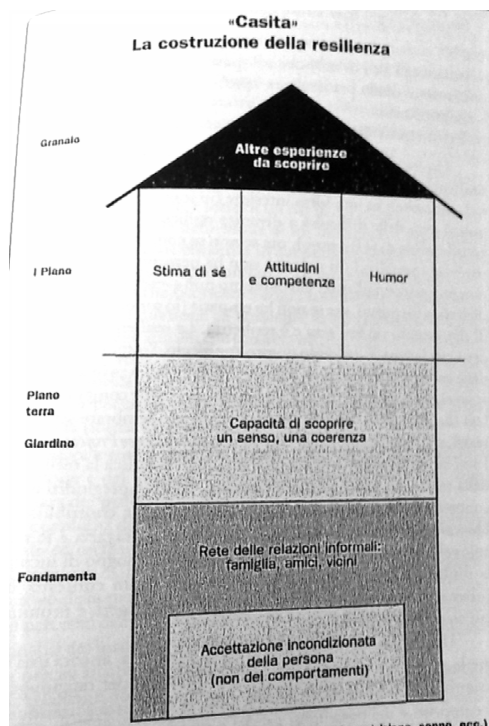 «Casita»
La costruzione della resilienza
Granaio
Altre esperienze
da scoprire
I Piano
Stima di sé
Attitudini
e competenze
Humor
Piano
terra
Giardino
Capacità di scoprire
un senso, una coerenza
Fondamenta
Rete delle relazioni informali:
famiglia, amici, vicini
Accettazione incondizionata
della persona
(non dei comportamenti)
ecc.)